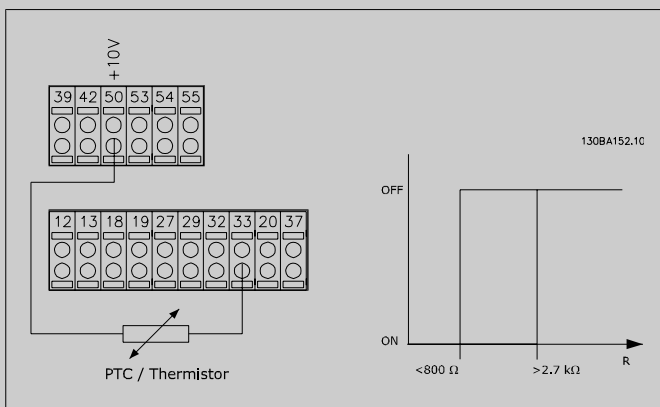 +10V
39 42 50 53 54 55
130BA152.10
OFF
12 13 18 19 27 29 32 33 20 37
ON
R
<800 Ω >2.7 kΩ
PTC / Thermistor